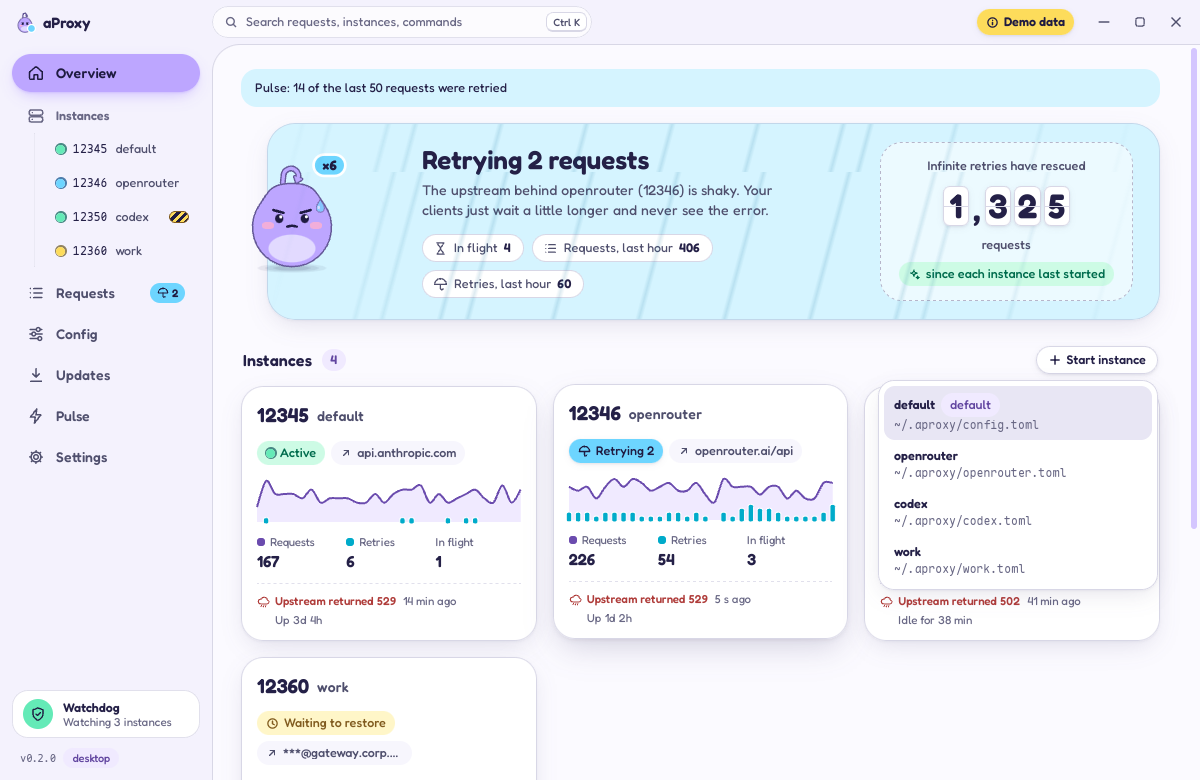 aProxy
Search requests, instances, commands
Ctrl K
Demo data
Overview
Instances
12345 default
12346 openrouter
12350 codex
12360 work
Requests
2
Config
Updates
Pulse
Settings
Watchdog
Watching 3 instances
v0.2.0 desktop
Pulse: 14 of the last 50 requests were retried
×6
Retrying 2 requests
The upstream behind openrouter (12346) is shaky. Your
clients just wait a little longer and never see the error.
In flight 4
Requests, last hour 406
Retries, last hour 60
Infinite retries have rescued
1,325
requests
since each instance last started
Instances 4
Start instance
12345 default
Active
api.anthropic.com
Requests Retries In flight
167 6 1
Upstream returned 529 14 min ago
Up 3d 4h
12346 openrouter
Retrying 2
openrouter.ai/api
Requests Retries In flight
226 54 3
Upstream returned 529 5 s ago
Up 1d 2h
default default
~/.aproxy/config.toml
openrouter
~/.aproxy/openrouter.toml
codex
~/.aproxy/codex.toml
work
~/.aproxy/work.toml
Upstream returned 502 41 min ago
Idle for 38 min
12360 work
Waiting to restore
***@gateway.corp....